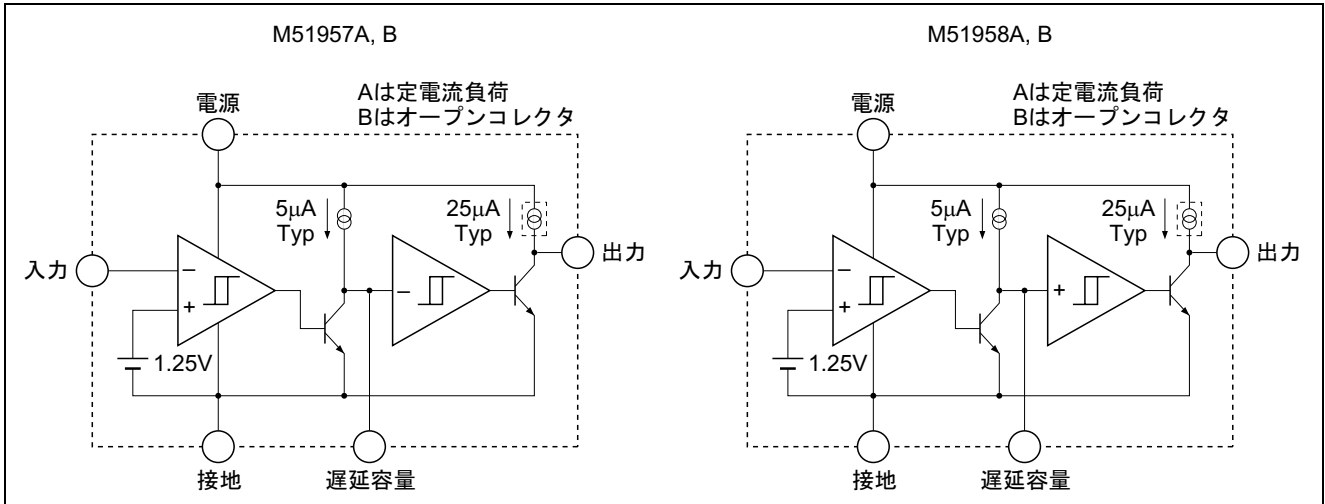 M51957A, B
Aは定電流負荷
Bはオープンコレクタ
電源
5μA
Typ
25μA
Typ
入力
出力
−
+
−
1.25V
接地
遅延容量
M51958A, B
Aは定電流負荷
Bはオープンコレクタ
電源
5μA
Typ
25μA
Typ
入力
出力
−
+
+
1.25V
接地
遅延容量